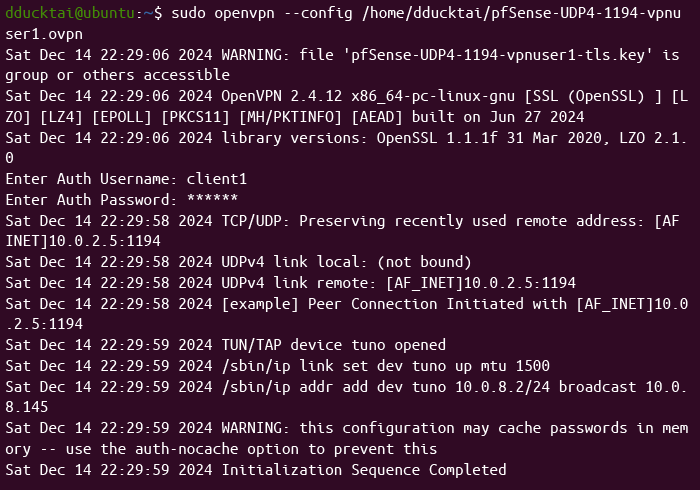 dducktai@ubuntu:~$ sudo openvpn --config /home/dducktai/pfSense-UDP4-1194-vpnu
ser1.ovpn
Sat Dec 14 22:29:06 2024 WARNING: file 'pfSense-UDP4-1194-vpnuser1-tls.key' is
group or others accessible
Sat Dec 14 22:29:06 2024 OpenVPN 2.4.12 x86_64-pc-linux-gnu [SSL (OpenSSL) ] [L
ZO] [LZ4] [EPOLL] [PKCS11] [MH/PKTINFO] [AEAD] built on Jun 27 2024
Sat Dec 14 22:29:06 2024 library versions: OpenSSL 1.1.1f 31 Mar 2020, LZO 2.1.
0
Enter Auth Username: client1
Enter Auth Password: ******
Sat Dec 14 22:29:58 2024 TCP/UDP: Preserving recently used remote address: [AF_
INET]10.0.2.5:1194
Sat Dec 14 22:29:58 2024 UDPv4 link local: (not bound)
Sat Dec 14 22:29:58 2024 UDPv4 link remote: [AF_INET]10.0.2.5:1194
Sat Dec 14 22:29:58 2024 [example] Peer Connection Initiated with [AF_INET]10.0
.2.5:1194
Sat Dec 14 22:29:59 2024 TUN/TAP device tuno opened
Sat Dec 14 22:29:59 2024 /sbin/ip link set dev tuno up mtu 1500
Sat Dec 14 22:29:59 2024 /sbin/ip addr add dev tuno 10.0.8.2/24 broadcast 10.0.
8.145
Sat Dec 14 22:29:59 2024 WARNING: this configuration may cache passwords in mem
ory -- use the auth-nocache option to prevent this
Sat Dec 14 22:29:59 2024 Initialization Sequence Completed